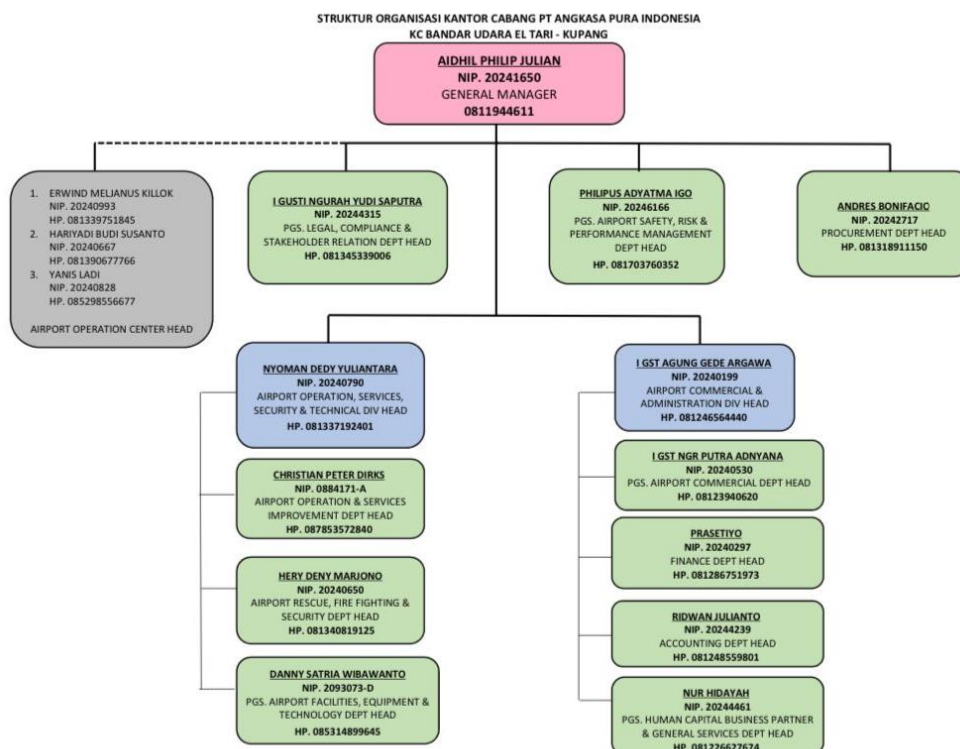 STRUKTUR ORGANISASI KANTOR CABANG PT ANGKASA PURA INDONESIA
KC BANDAR UDARA EL TARI - KUPANG
AIDHIL PHILIP JULIAN
NIP. 20241650
GENERAL MANAGER
0811944611
1. ERWIND MELJANUS KILLOK
NIP. 20240993
HP. 081339751845
2. HARIYADI BUDI SUSANTO
NIP. 20240667
HP. 081390677766
3. YANIS LADI
NIP. 20240828
HP. 085298556677
AIRPORT OPERATION CENTER HEAD
I GUSTI NGURAH YUDI SAPUTRA
NIP. 20244315
PGS. LEGAL, COMPLIANCE &
STAKEHOLDER RELATION DEPT HEAD
HP. 081345339006
PHILIPUS ADYATMA IGO
NIP. 20246166
PGS. AIRPORT SAFETY, RISK &
PERFORMANCE MANAGEMENT
DEPT HEAD
HP. 081703760352
ANDRES BONIFACIO
NIP. 20242717
PROCUREMENT DEPT HEAD
HP. 081318911150
NYOMAN DEDY YULIANTARA
NIP. 20240790
AIRPORT OPERATION, SERVICES,
SECURITY & TECHNICAL DIV HEAD
HP. 081337192401
CHRISTIAN PETER DIRKS
NIP. 0884171-A
AIRPORT OPERATION & SERVICES
IMPROVEMENT DEPT HEAD
HP. 087853572840
HERY DENY MARJONO
NIP. 20240650
AIRPORT RESCUE, FIRE FIGHTING &
SECURITY DEPT HEAD
HP. 081340819125
DANNY SATRIA WIBAWANTO
NIP. 2093073-D
PGS. AIRPORT FACILITIES, EQUIPMENT &
TECHNOLOGY DEPT HEAD
HP. 085314899645
I GST AGUNG GEDE ARGAWA
NIP. 20240199
AIRPORT COMMERCIAL &
ADMINISTRATION DIV HEAD
HP. 081246564440
I GST NGR PUTRA ADNYANA
NIP. 20240530
PGS. AIRPORT COMMERCIAL DEPT HEAD
HP. 08123940620
PRASETIYO
NIP. 20240297
FINANCE DEPT HEAD
HP. 081286751973
RIDWAN JULIANTO
NIP. 20244239
ACCOUNTING DEPT HEAD
HP. 081248559801
NUR HIDAYAH
NIP. 20244461
PGS. HUMAN CAPITAL BUSINESS PARTNER
& GENERAL SERVICES DEPT HEAD
HP. 081226627674